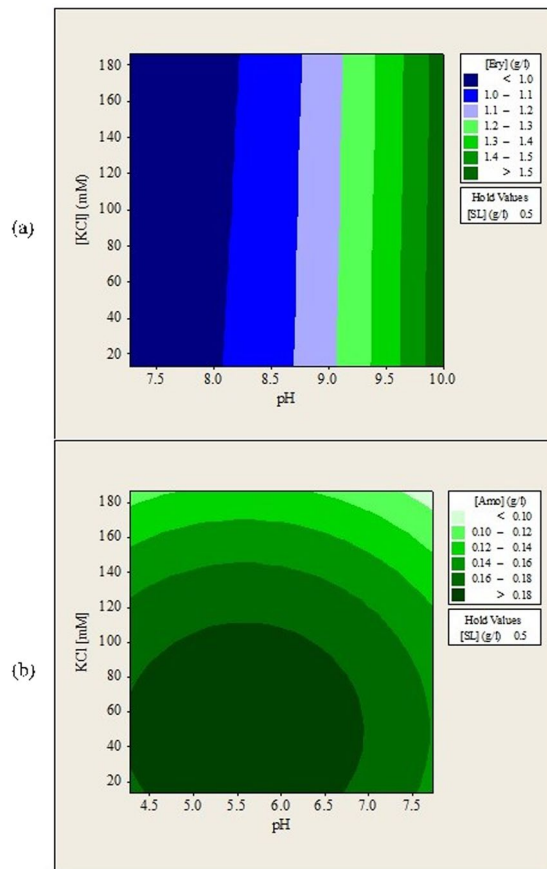 (a)
[KCl] (mM)
180
160
140
120
100
80
60
40
20
7.5 8.0 8.5 9.0 9.5 10.0
pH
[Ery] (g/l)
< 1.0
1.0 – 1.1
1.1 – 1.2
1.2 – 1.3
1.3 – 1.4
1.4 – 1.5
> 1.5
Hold Values
[SL] (g/l) 0.5
(b)
KCl [mM]
180
160
140
120
100
80
60
40
20
4.5 5.0 5.5 6.0 6.5 7.0 7.5
pH
[Amo] (g/l)
< 0.10
0.10 – 0.12
0.12 – 0.14
0.14 – 0.16
0.16 – 0.18
> 0.18
Hold Values
[SL] (g/l) 0.5